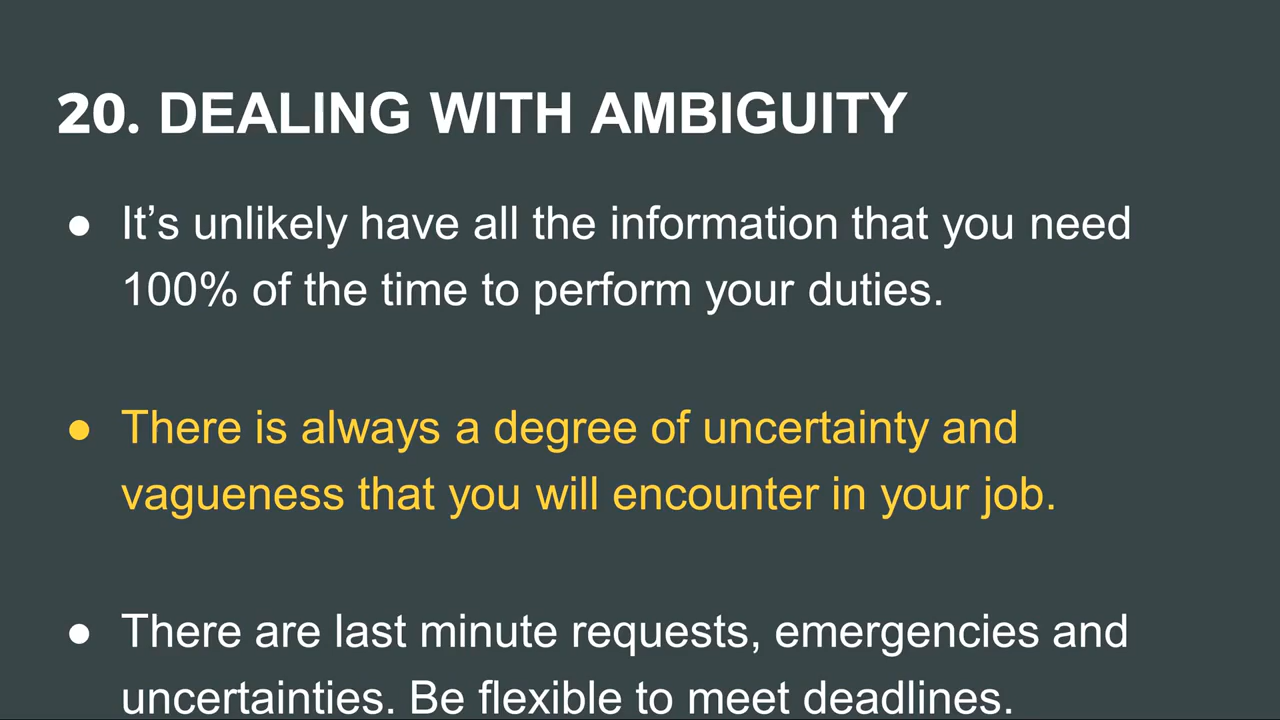 20. DEALING WITH AMBIGUITY
● It’s unlikely have all the information that you need
100% of the time to perform your duties.
● There is always a degree of uncertainty and
vagueness that you will encounter in your job.
● There are last minute requests, emergencies and
uncertainties. Be flexible to meet deadlines.